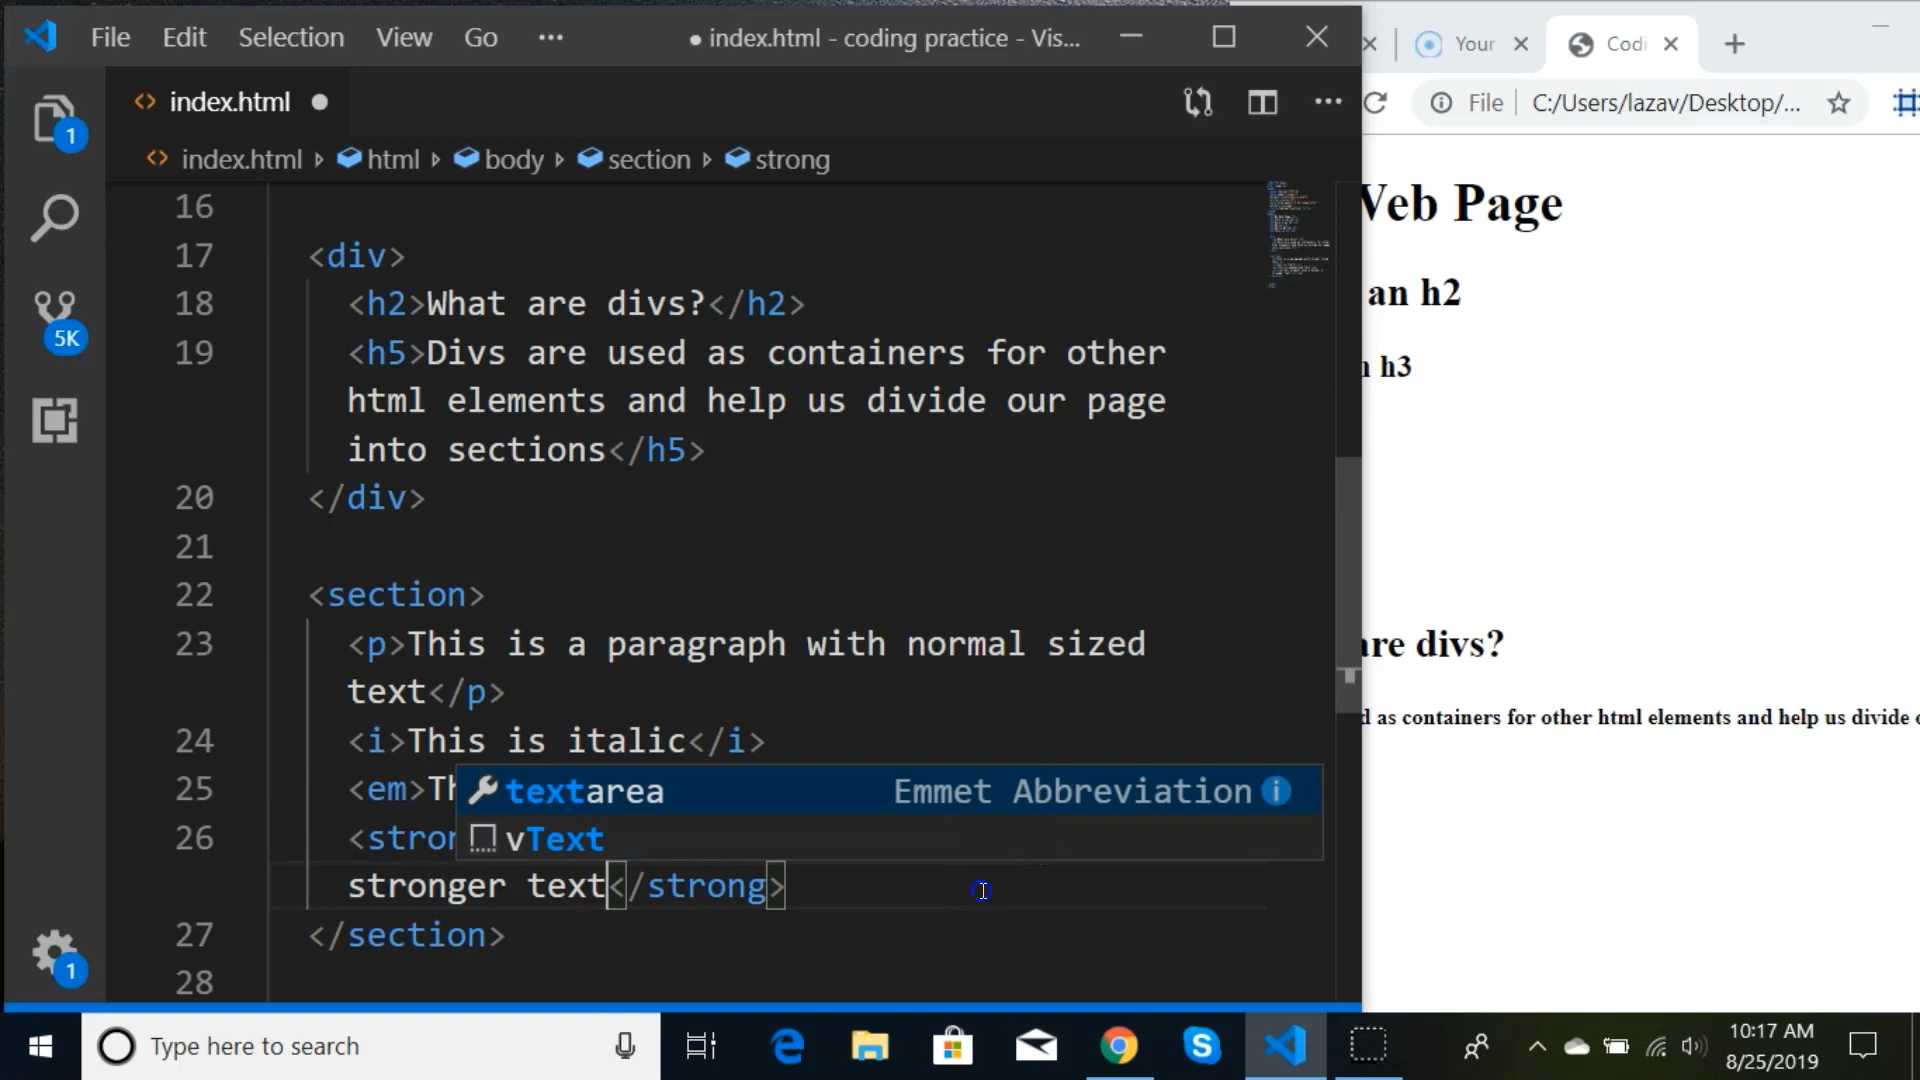 File Edit Selection View Go ··· ● index.html - coding practice - Vis...
Your
Codi
index.html
File C:/Users/lazav/Desktop/...
1
index.html html body section strong
16
17 <div>
18 <h2>What are divs?</h2>
19 <h5>Divs are used as containers for other
html elements and help us divide our page
into sections</h5>
20 </div>
21
22 <section>
23 <p>This is a paragraph with normal sized
text</p>
24 <i>This is italic</i>
25 <em>Th
26 <stron
stronger text</strong>
27 </section>
28
textarea Emmet Abbreviation
vText
5K
1
Web Page
an h2
h3
are divs?
as containers for other html elements and help us divide
Type here to search
10:17 AM
8/25/2019